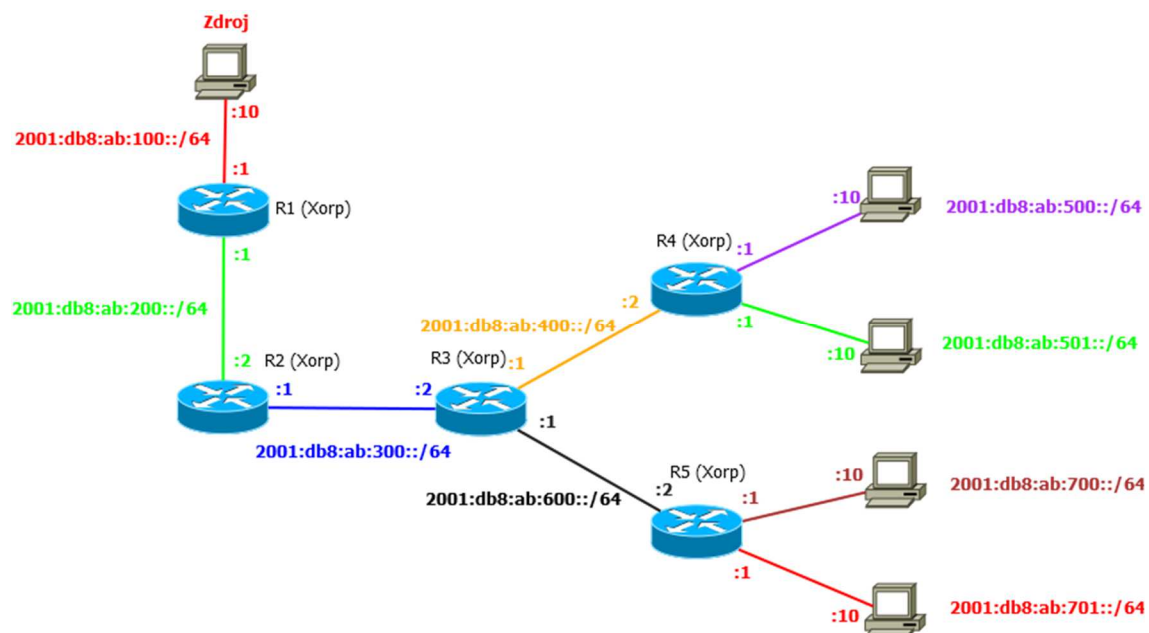 Zdroj
:10
2001:db8:ab:100::/64
:1
R1 (Xorp)
:1
2001:db8:ab:200::/64
:2
R2 (Xorp)
:1
2001:db8:ab:300::/64
:2
R3 (Xorp)
:1
2001:db8:ab:400::/64
:2
R4 (Xorp)
:1
:10
2001:db8:ab:500::/64
:1
:10
2001:db8:ab:501::/64
:1
2001:db8:ab:600::/64
:2
R5 (Xorp)
:1
:10
2001:db8:ab:700::/64
:1
:10
2001:db8:ab:701::/64